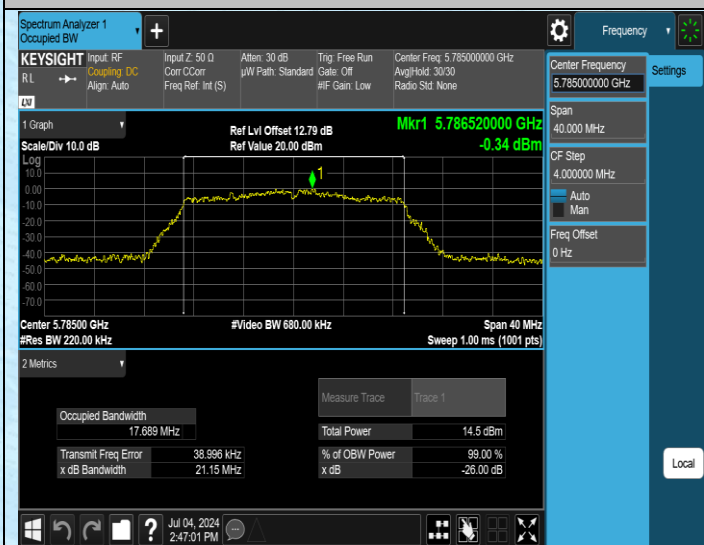 Spectrum Analyzer 1
Occupied BW
+
Frequency
KEYSIGHT
RL
LXI
Input: RF
Coupling: DC
Align: Auto
Input Z: 50 Ω
Corr CCorr
Freq Ref: Int (S)
Atten: 30 dB
µW Path: Standard
Trig: Free Run
Gate: Off
#IF Gain: Low
Center Freq: 5.785000000 GHz
Avg|Hold: 30/30
Radio Std: None
Center Frequency
5.785000000 GHz
Settings
Span
40.000 MHz
CF Step
4.000000 MHz
Auto
Man
Freq Offset
0 Hz
Local
1 Graph
Scale/Div 10.0 dB
Ref Lvl Offset 12.79 dB
Ref Value 20.00 dBm
Mkr1 5.786520000 GHz
-0.34 dBm
Log
10.0
0.00
-10.0
-20.0
-30.0
-40.0
-50.0
-60.0
-70.0
1
Center 5.78500 GHz
#Res BW 220.00 kHz
#Video BW 680.00 kHz
Span 40 MHz
Sweep 1.00 ms (1001 pts)
2 Metrics
Measure Trace
Trace 1
Occupied Bandwidth
17.689 MHz
Total Power
14.5 dBm
Transmit Freq Error
38.996 kHz
% of OBW Power
99.00 %
x dB Bandwidth
21.15 MHz
x dB
-26.00 dB
?
Jul 04, 2024
2:47:01 PM